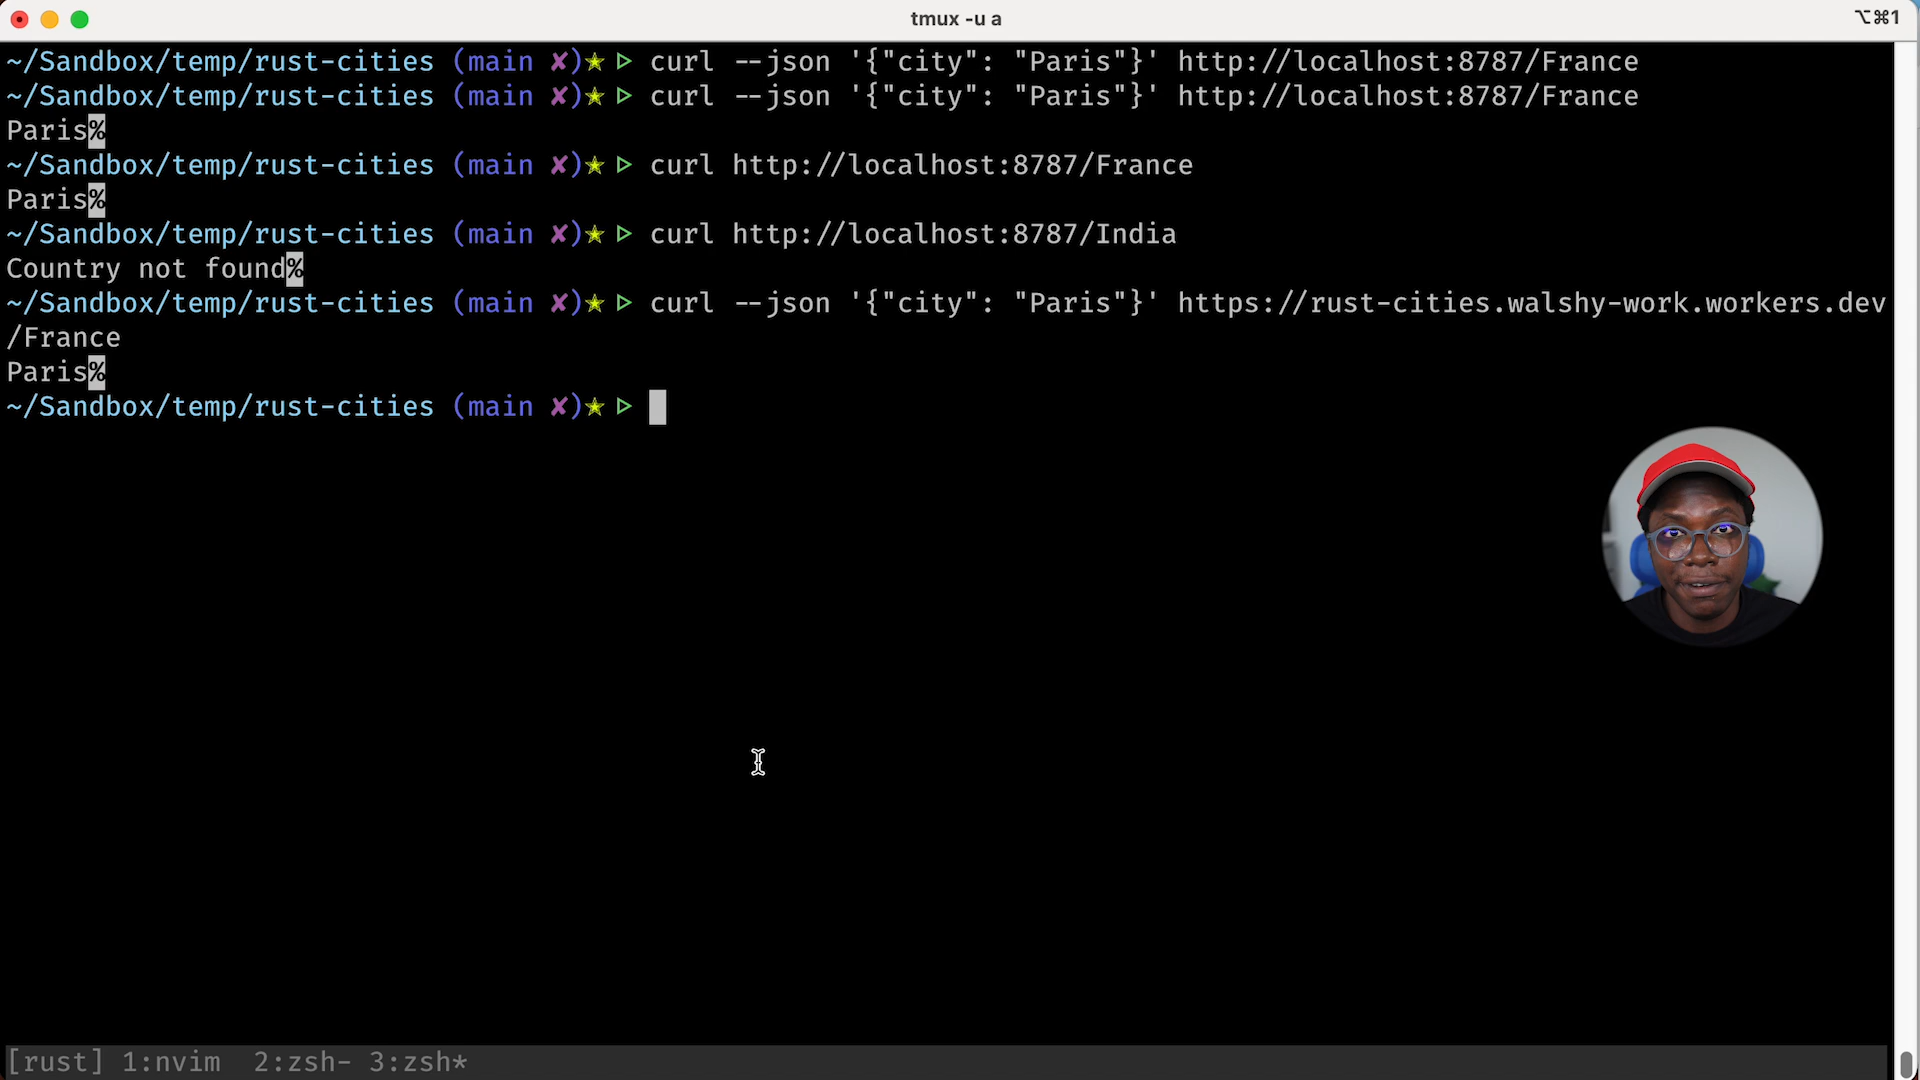 tmux -u a
⌥⌘1
~/Sandbox/temp/rust-cities (main ✘)★ ▷ curl --json '{"city": "Paris"}' http://localhost:8787/France
~/Sandbox/temp/rust-cities (main ✘)★ ▷ curl --json '{"city": "Paris"}' http://localhost:8787/France
Paris%
~/Sandbox/temp/rust-cities (main ✘)★ ▷ curl http://localhost:8787/France
Paris%
~/Sandbox/temp/rust-cities (main ✘)★ ▷ curl http://localhost:8787/India
Country not found%
~/Sandbox/temp/rust-cities (main ✘)★ ▷ curl --json '{"city": "Paris"}' https://rust-cities.walshy-work.workers.dev
/France
Paris%
~/Sandbox/temp/rust-cities (main ✘)★ ▷
[rust] 1:nvim  2:zsh- 3:zsh*